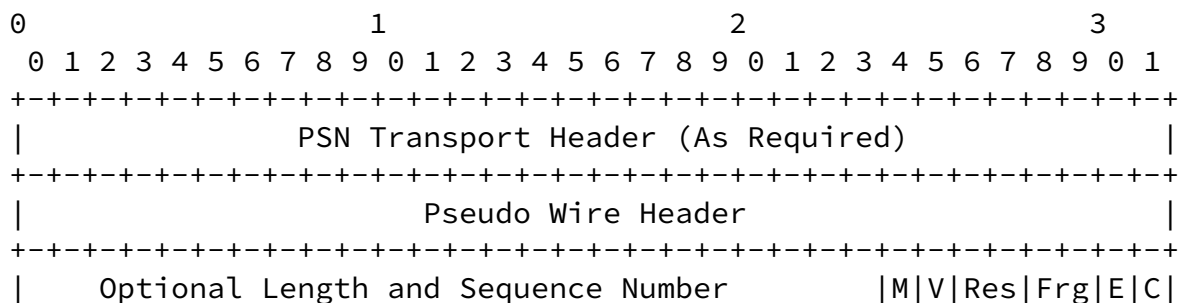 0                   1                   2                   3
 0 1 2 3 4 5 6 7 8 9 0 1 2 3 4 5 6 7 8 9 0 1 2 3 4 5 6 7 8 9 0 1
+-+-+-+-+-+-+-+-+-+-+-+-+-+-+-+-+-+-+-+-+-+-+-+-+-+-+-+-+-+-+-+-+
|               PSN Transport Header (As Required)              |
+-+-+-+-+-+-+-+-+-+-+-+-+-+-+-+-+-+-+-+-+-+-+-+-+-+-+-+-+-+-+-+-+
|                      Pseudo Wire Header                       |
+-+-+-+-+-+-+-+-+-+-+-+-+-+-+-+-+-+-+-+-+-+-+-+-+-+-+-+-+-+-+-+-+
|    Optional Length and Sequence Number        |M|V|Res|Frg|E|C|